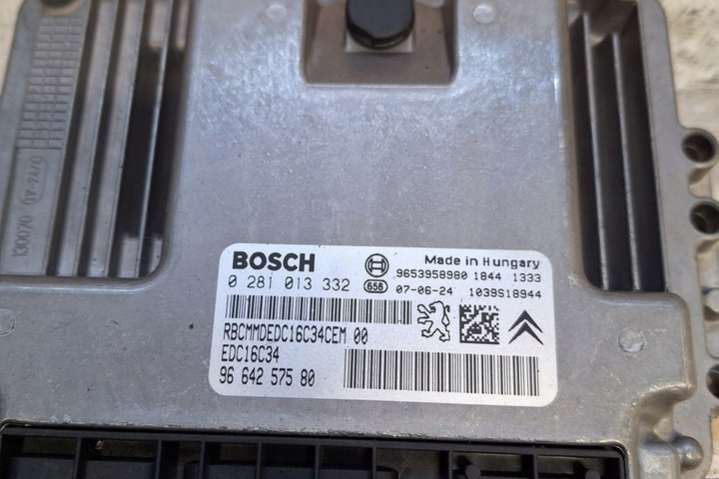 BOSCH
Made in Hungary
9653958980 1844 1333
0 281 013 332
656 07-06-24 1039S18944
RBCMMDEDC16C34CEM 00
EDC16C34
96 642 575 80